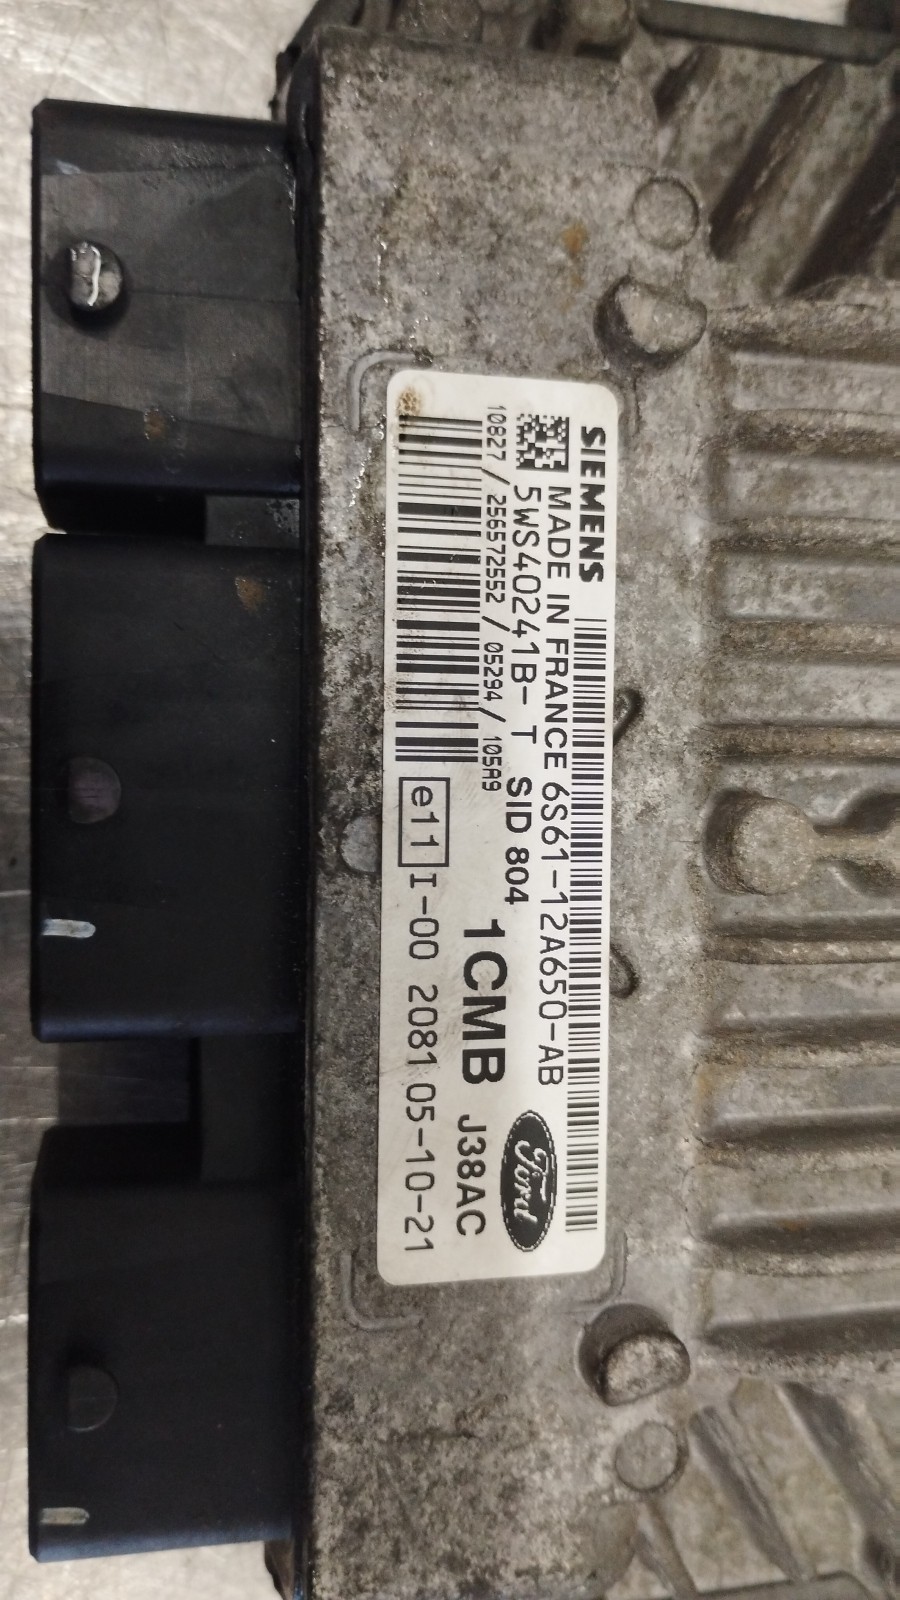 SIEMENS
MADE IN FRANCE 6S61-12A650-AB
5WS40241B-T SID 804
Ford
10827 / 256572552 / 05294 / 105A9
1CMB J38AC
e11 I-00 2081 05-10-21